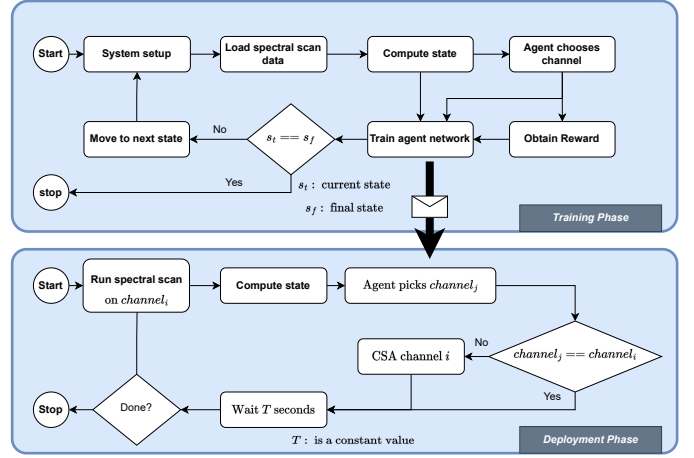 Start
System setup
Load spectral scan
data
Compute state
Agent chooses
channel
Move to next state
No
s_t == s_f
Train agent network
Obtain Reward
stop
Yes
s_t : current state
s_f : final state
Training Phase
Start
Run spectral scan
on channel_i
Compute state
Agent picks channel_j
No
channel_j == channel_i
CSA channel i
Yes
Stop
Done?
Wait T seconds
T : is a constant value
Deployment Phase